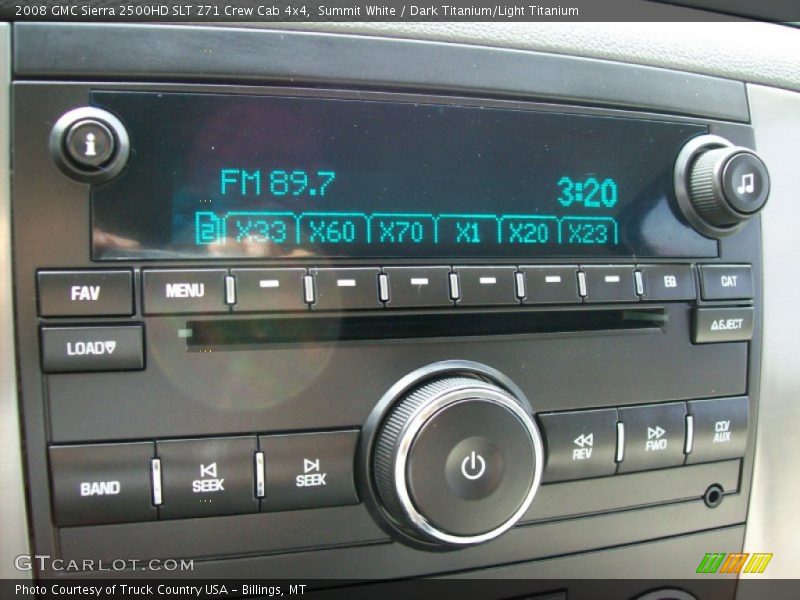 2008 GMC Sierra 2500HD SLT Z71 Crew Cab 4x4, Summit White / Dark Titanium/Light Titanium
i
FM 89.7 3:20
2 X33 X60 X70 X1 X20 X23
FAV MENU CAT
LOAD EJECT
BAND SEEK SEEK REV FWD CD/AUX
GTCARLOT.COM
Photo Courtesy of Truck Country USA - Billings, MT